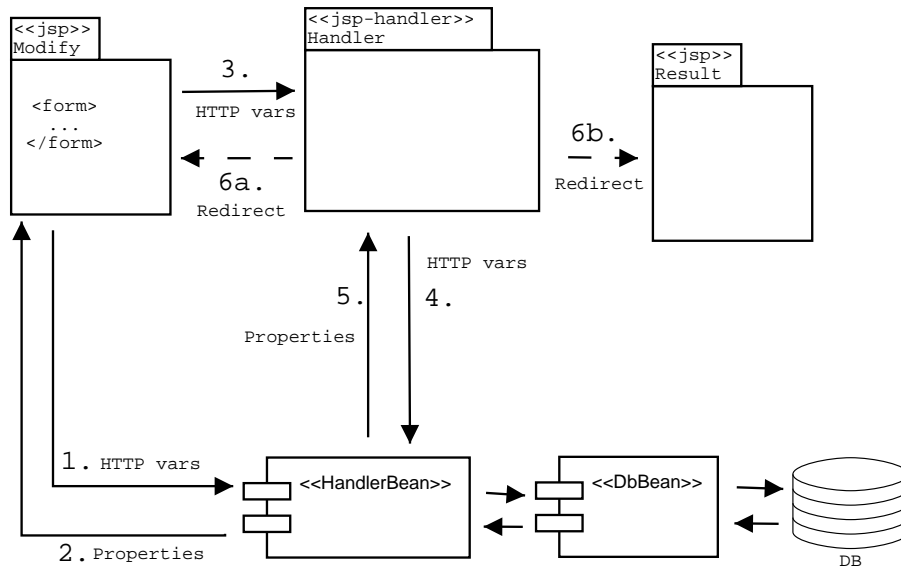 <<jsp>>
Modify
<form>
...
</form>
3.
HTTP vars
6a.
Redirect
<<jsp-handler>>
Handler
6b.
Redirect
<<jsp>>
Result
5.
Properties
HTTP vars
4.
1. HTTP vars
2. Properties
<<HandlerBean>>
<<DbBean>>
DB